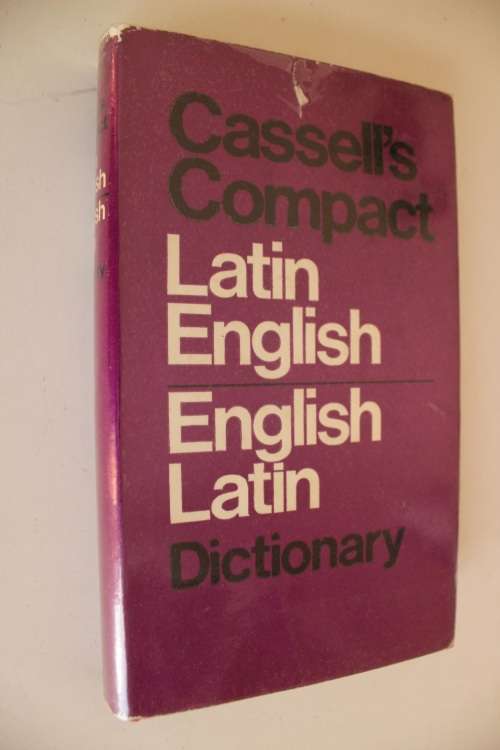 Cassell's
Compact
Latin
English
English
Latin
Dictionary